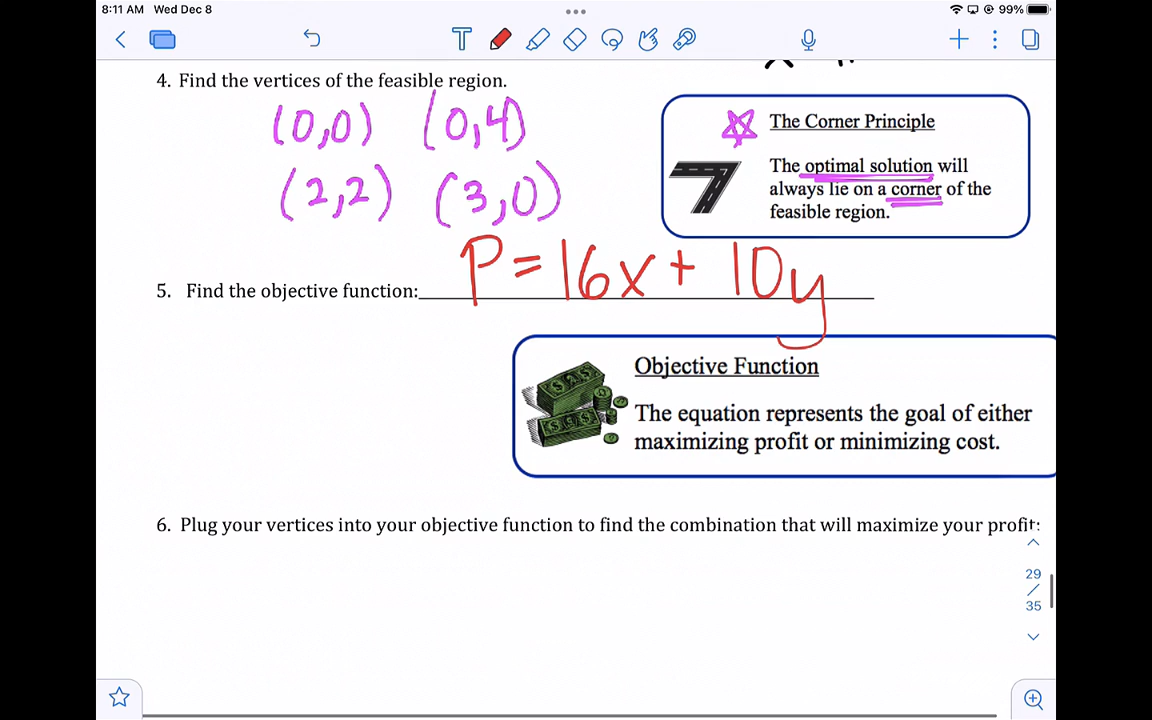 8:11 AM Wed Dec 8
99%
4. Find the vertices of the feasible region.
(0,0) (0,4)
(2,2) (3,0)
The Corner Principle
The optimal solution will
always lie on a corner of the
feasible region.
P=16x + 10y
5. Find the objective function:
Objective Function
The equation represents the goal of either
maximizing profit or minimizing cost.
6. Plug your vertices into your objective function to find the combination that will maximize your profit:
29
/
35